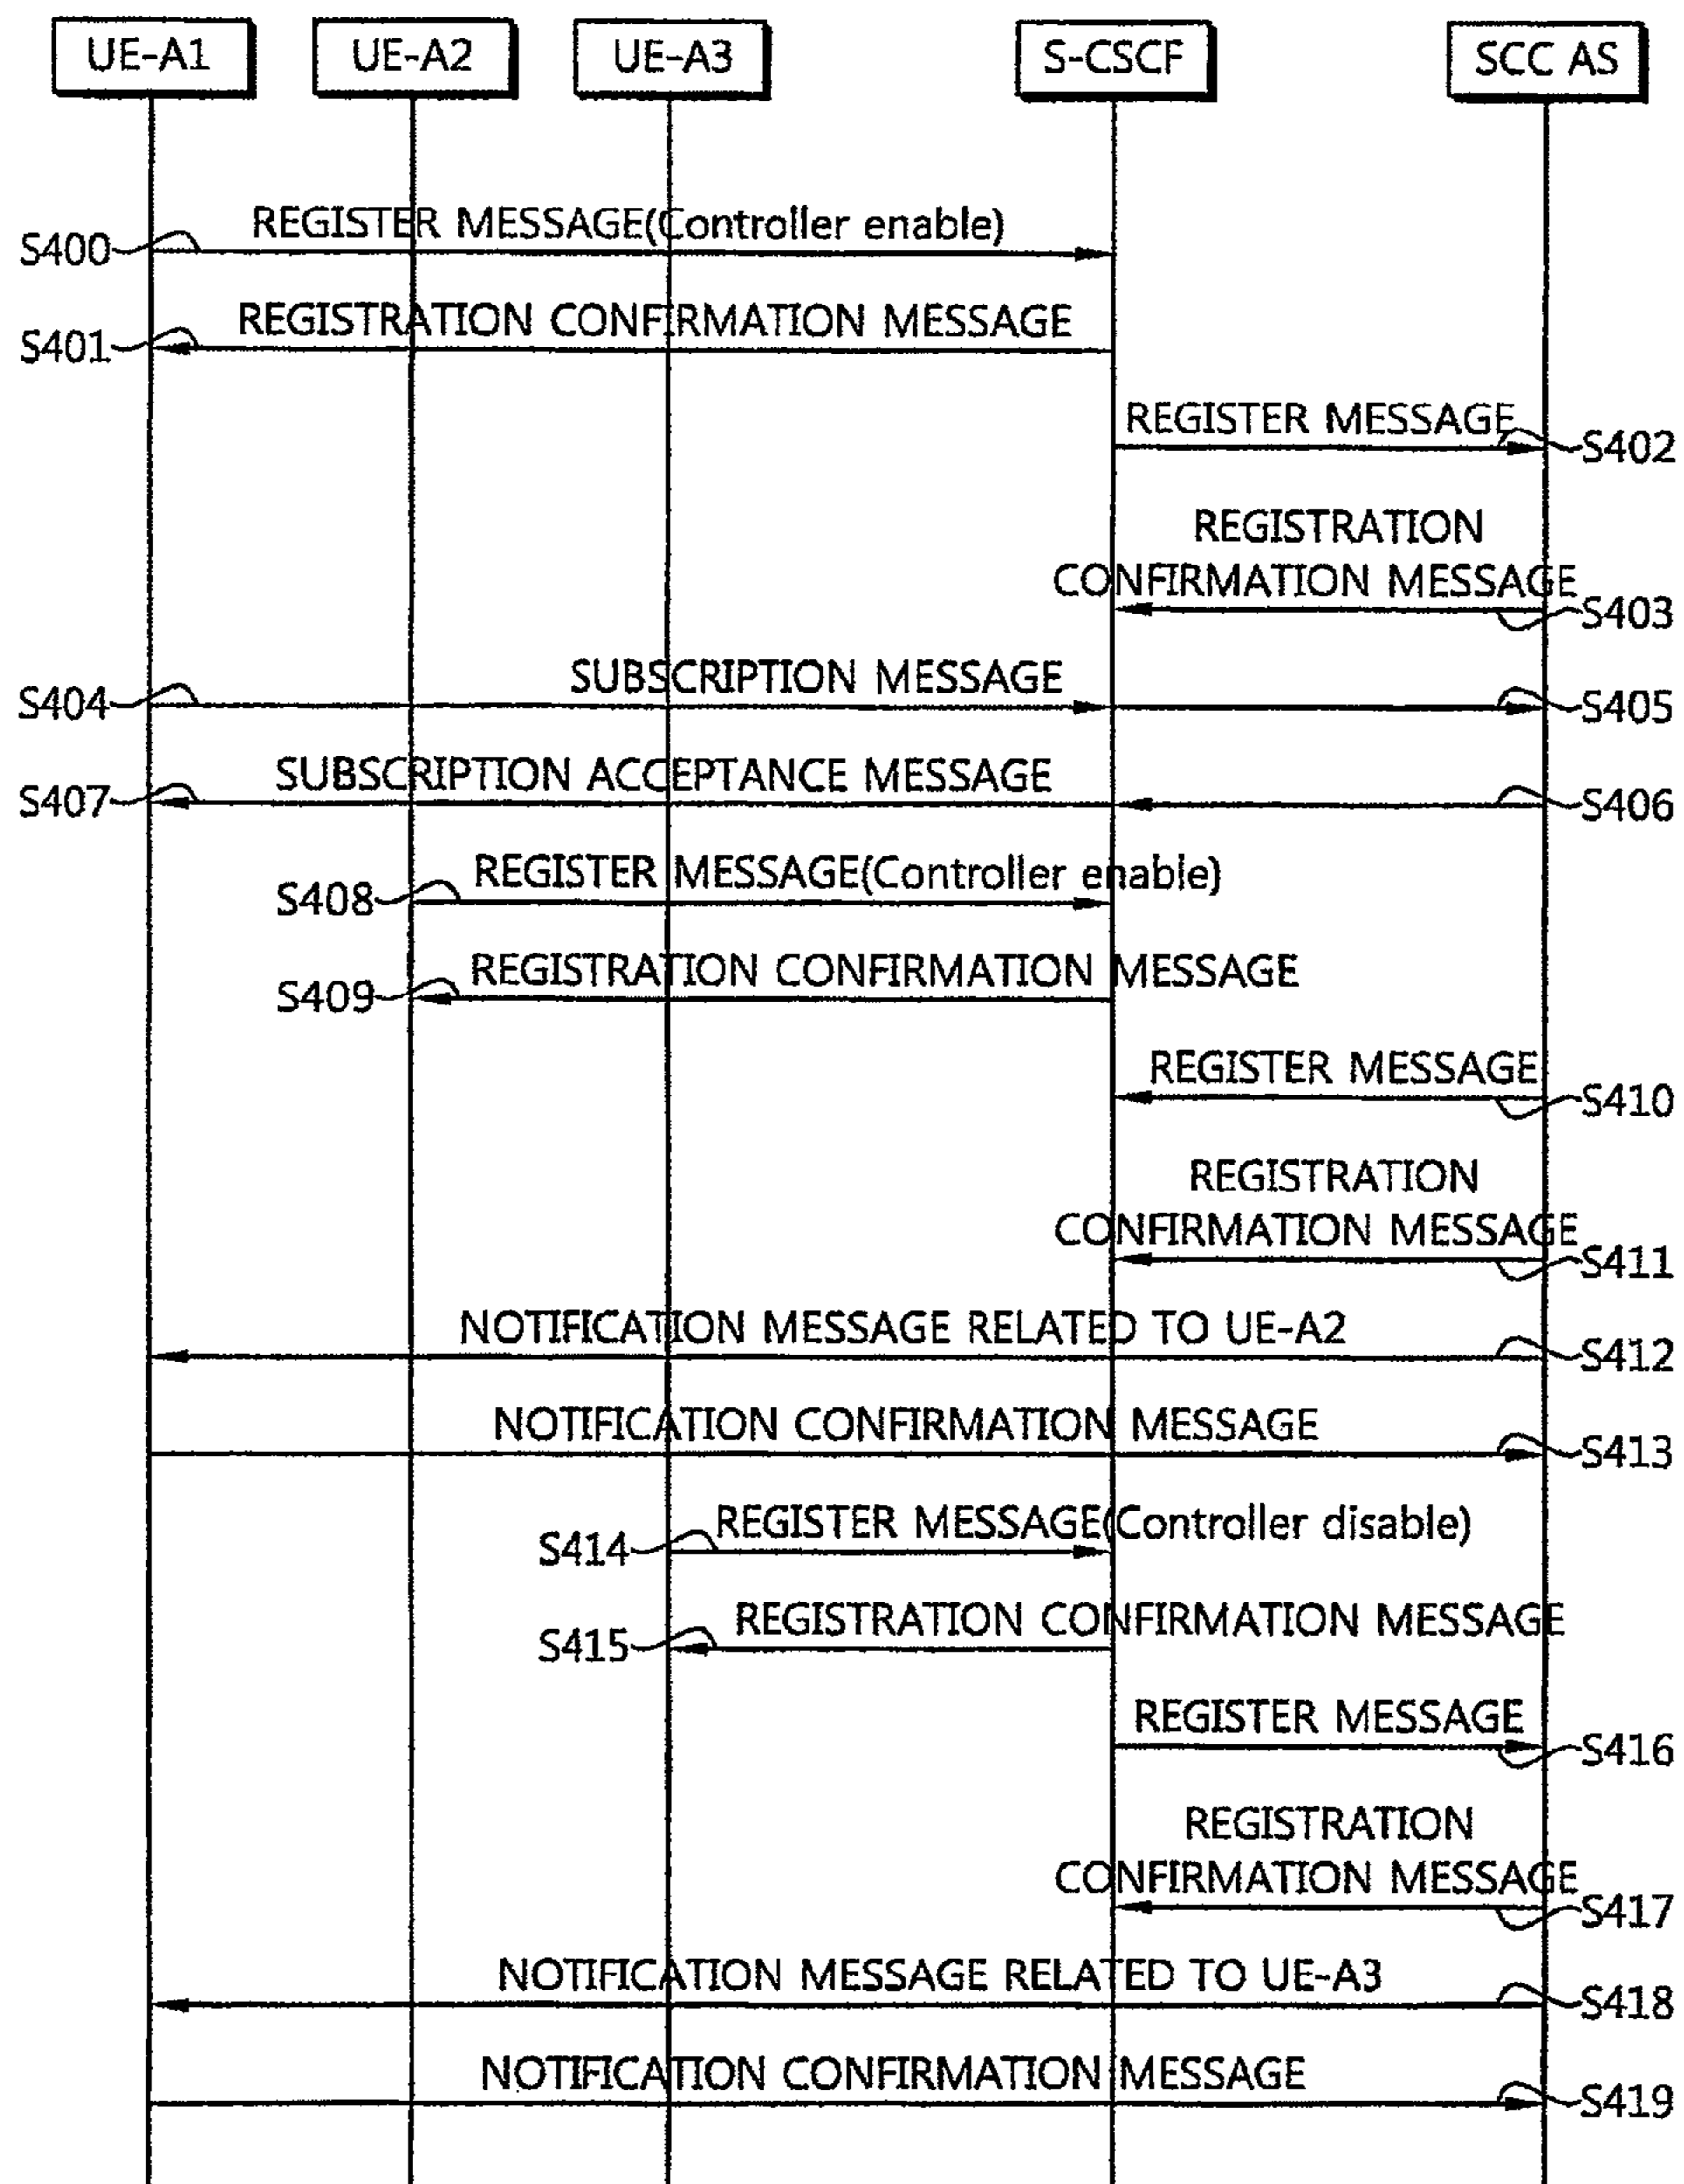 UE-A1 UE-A2 UE-A3 S-CSCF SCC AS
REGISTER MESSAGE(Controller enable)
S400
REGISTRATION CONFIRMATION MESSAGE
S401
REGISTER MESSAGE
S402
REGISTRATION
CONFIRMATION MESSAGE
S403
SUBSCRIPTION MESSAGE
S404 S405
SUBSCRIPTION ACCEPTANCE MESSAGE
S407 S406
REGISTER MESSAGE(Controller enable)
S408
REGISTRATION CONFIRMATION MESSAGE
S409
REGISTER MESSAGE
S410
REGISTRATION
CONFIRMATION MESSAGE
S411
NOTIFICATION MESSAGE RELATED TO UE-A2
S412
NOTIFICATION CONFIRMATION MESSAGE
S413
REGISTER MESSAGE(Controller disable)
S414
REGISTRATION CONFIRMATION MESSAGE
S415
REGISTER MESSAGE
S416
REGISTRATION
CONFIRMATION MESSAGE
S417
NOTIFICATION MESSAGE RELATED TO UE-A3
S418
NOTIFICATION CONFIRMATION MESSAGE
S419